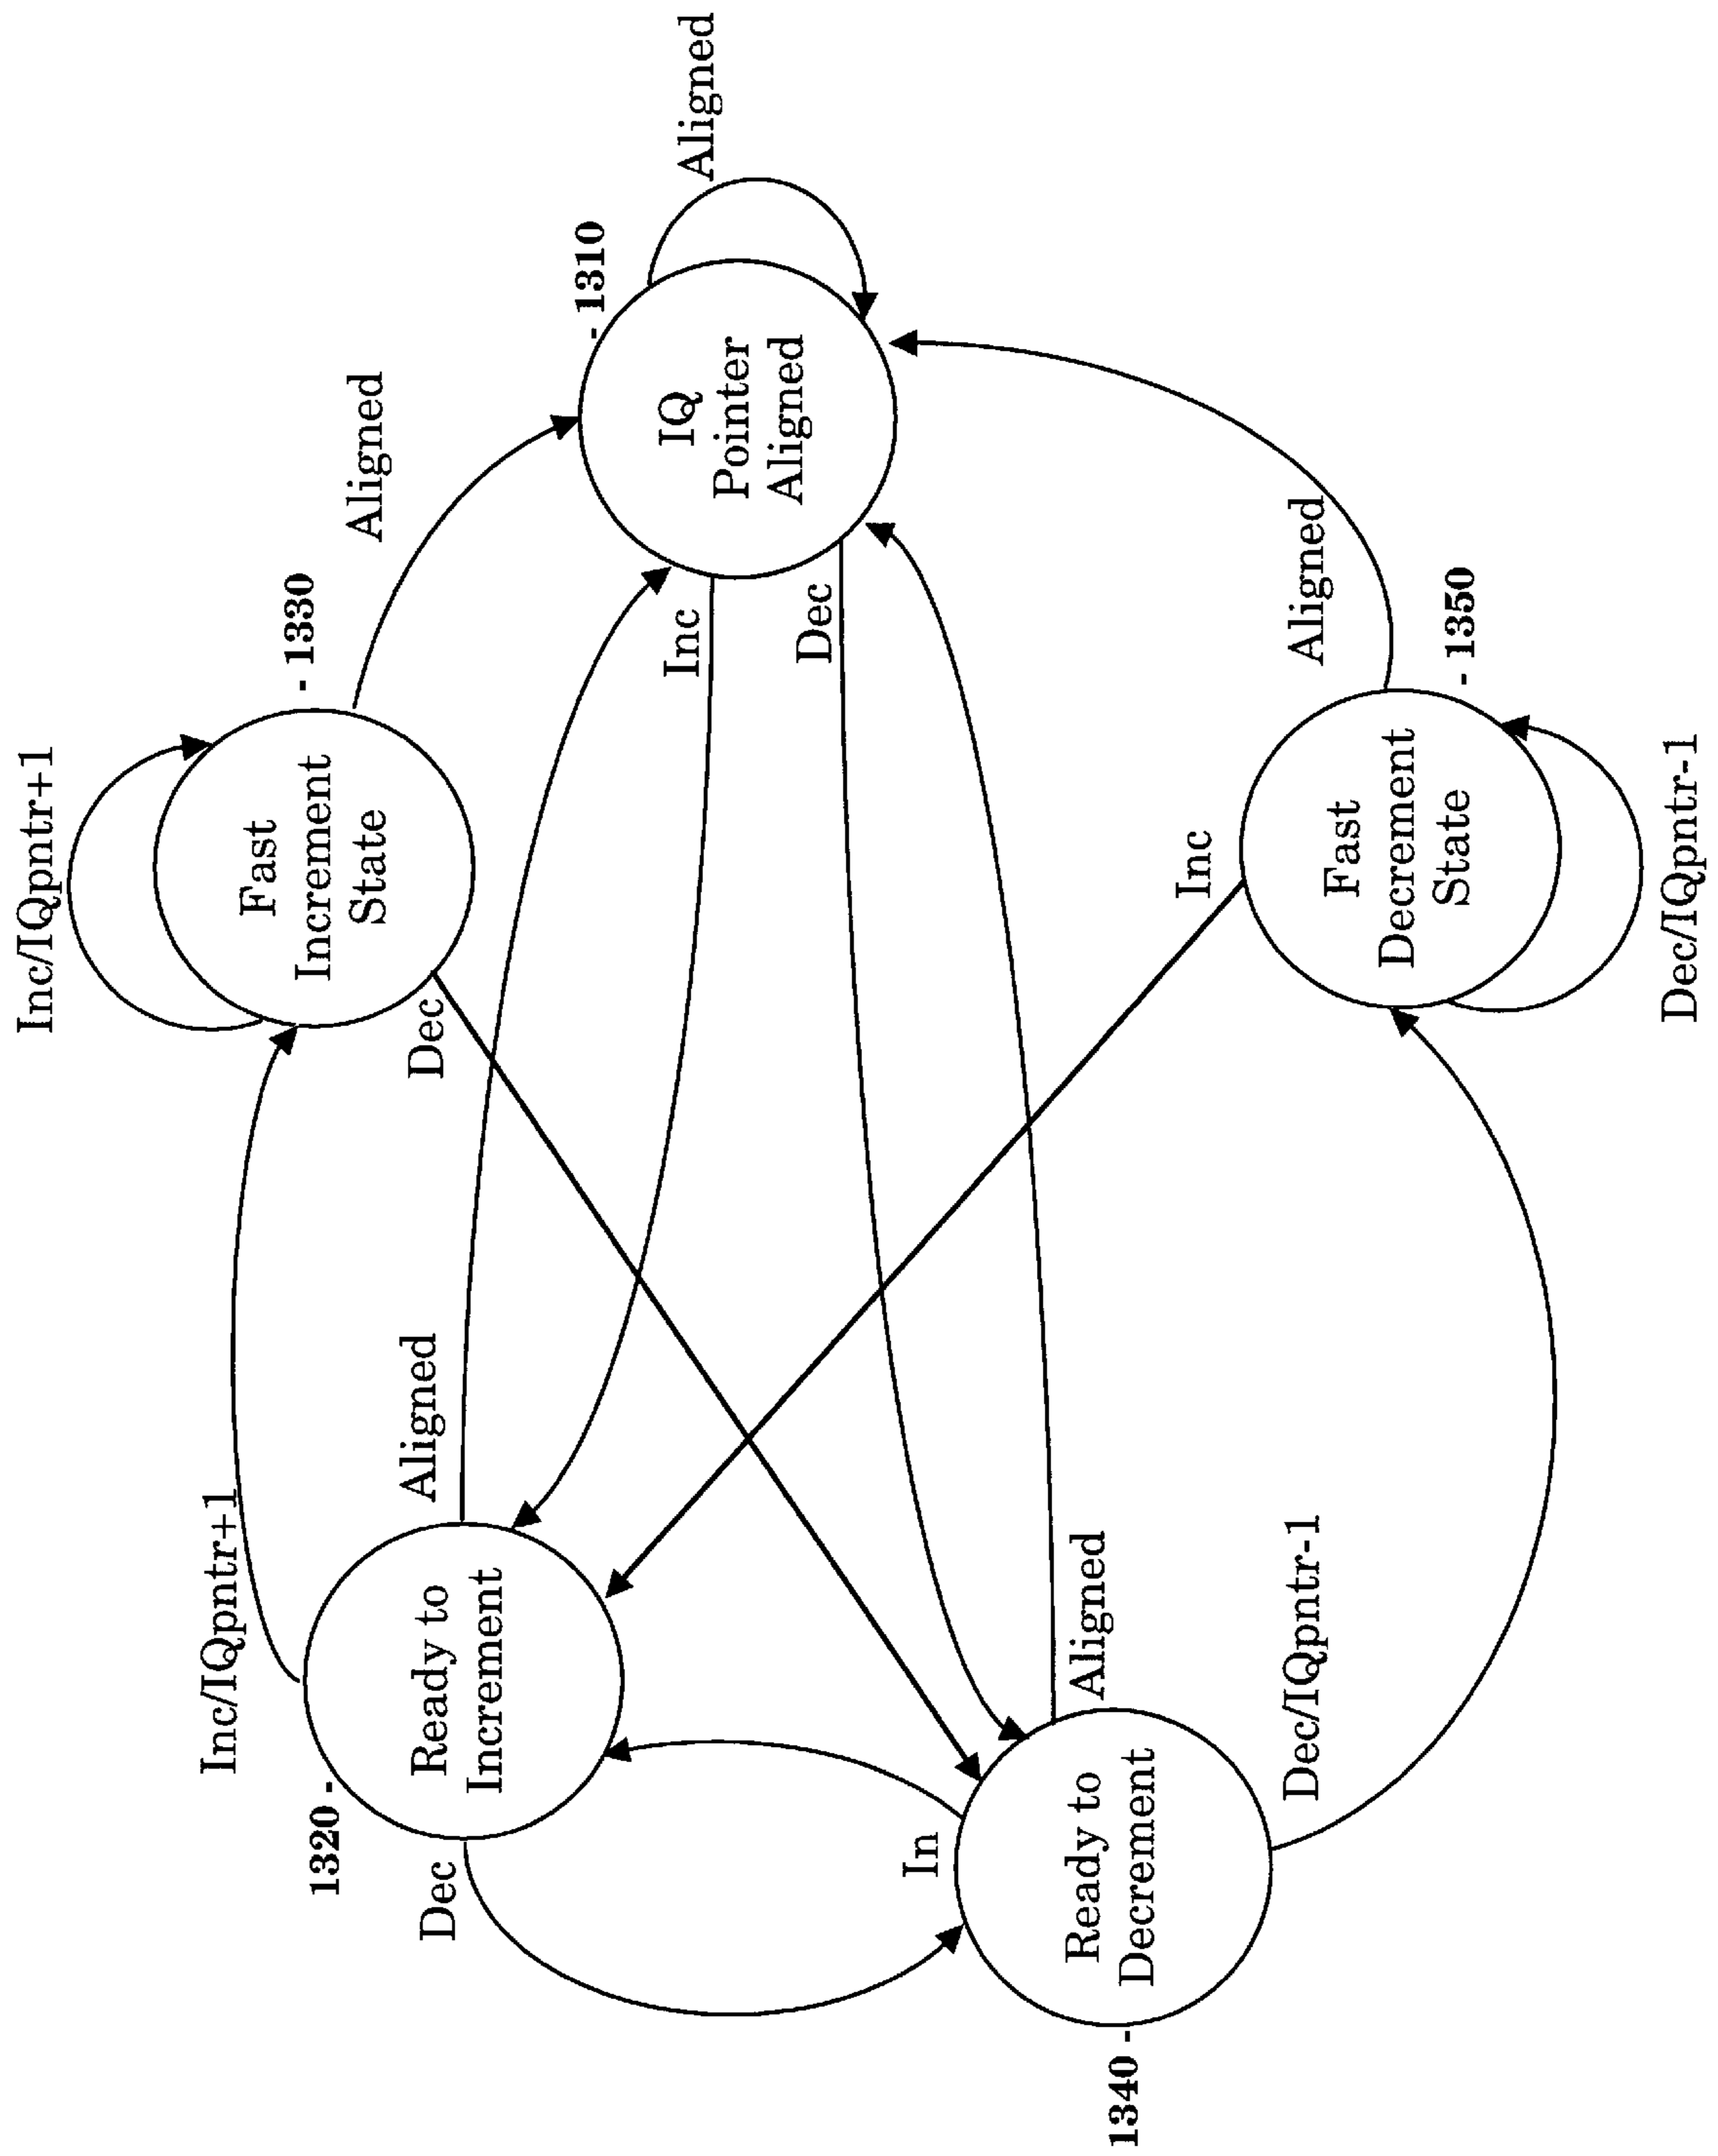 Inc/IQpntr+1
Inc/IQpntr+1
Fast
Increment
State
- 1330
1320 -
Aligned
Ready to
Increment
Dec
Aligned
Dec
- 1310
IQ
Pointer
Aligned
Aligned
Inc
Dec
In
Ready to
Decrement
1340 -
Aligned
Inc
Aligned
Dec/IQpntr-1
Fast
Decrement
State
- 1350
Dec/IQpntr-1